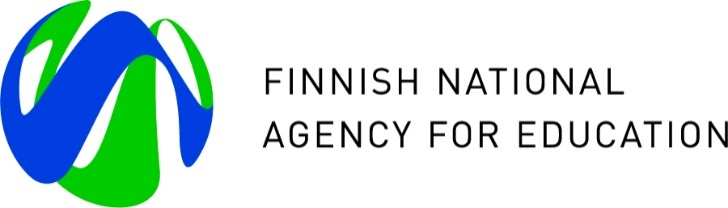 FINNISH NATIONAL
AGENCY FOR EDUCATION